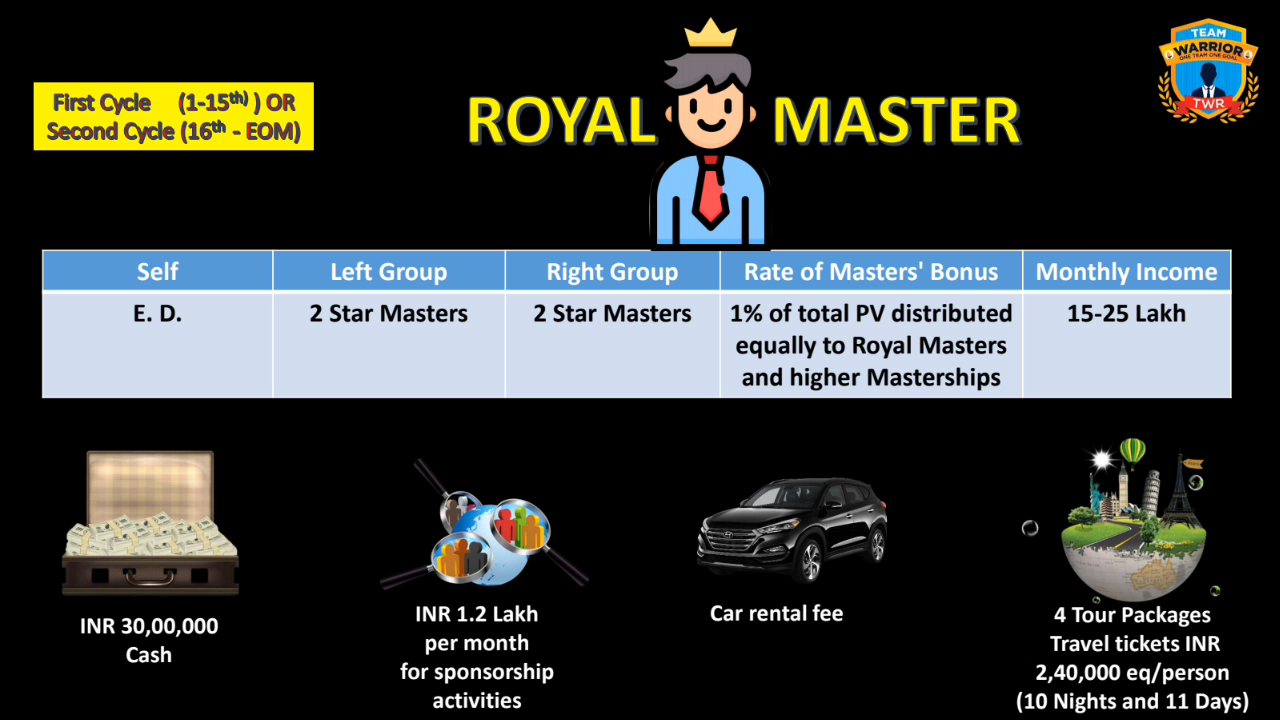 First Cycle (1-15th) ) OR
Second Cycle (16th - EOM)
ROYAL MASTER
TEAM
WARRIOR
ONE TEAM ONE GOAL
TWR
Self Left Group Right Group Rate of Masters' Bonus Monthly Income
E. D. 2 Star Masters 2 Star Masters 1% of total PV distributed 15-25 Lakh
equally to Royal Masters
and higher Masterships
INR 30,00,000
Cash
INR 1.2 Lakh
per month
for sponsorship
activities
Car rental fee
4 Tour Packages
Travel tickets INR
2,40,000 eq/person
(10 Nights and 11 Days)